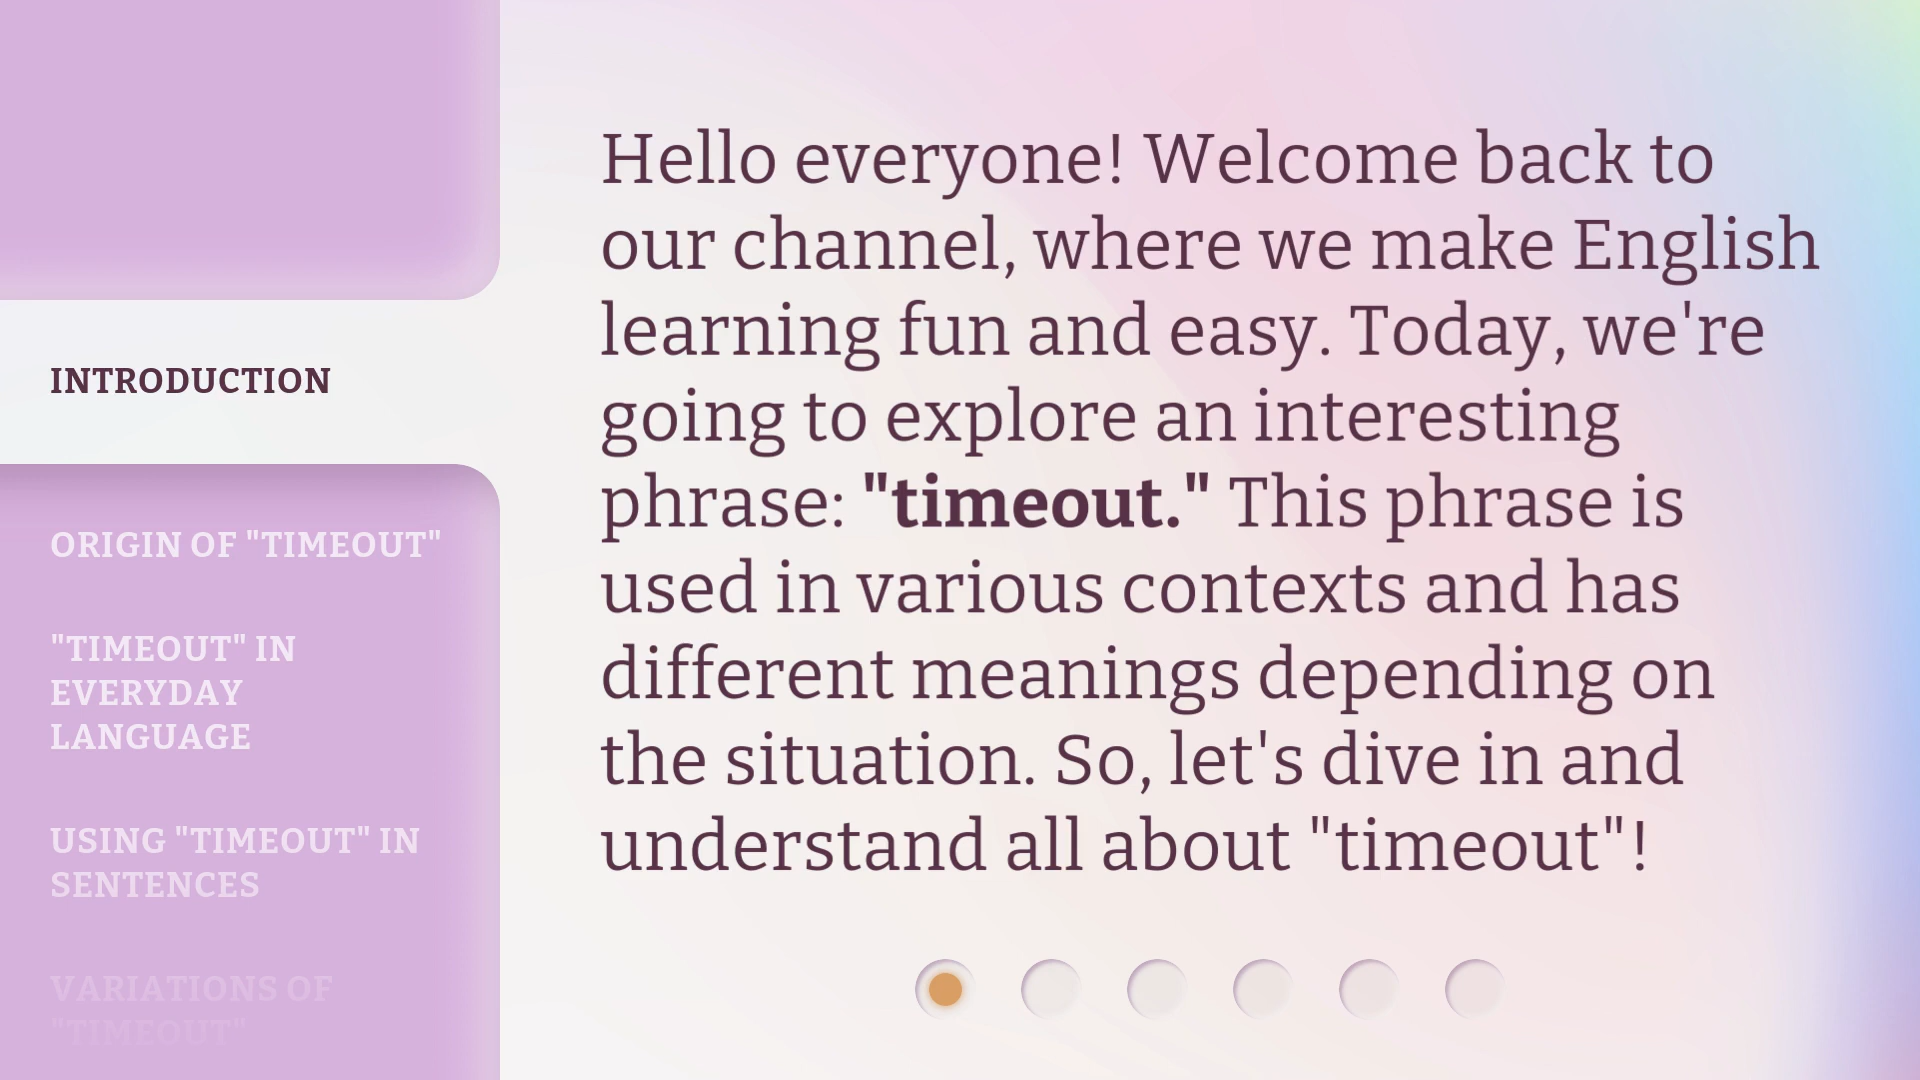 INTRODUCTION
ORIGIN OF "TIMEOUT"
"TIMEOUT" IN
EVERYDAY
LANGUAGE
USING "TIMEOUT" IN
SENTENCES
VARIATIONS OF
"TIMEOUT"
Hello everyone! Welcome back to
our channel, where we make English
learning fun and easy. Today, we're
going to explore an interesting
phrase: "timeout." This phrase is
used in various contexts and has
different meanings depending on
the situation. So, let's dive in and
understand all about "timeout"!